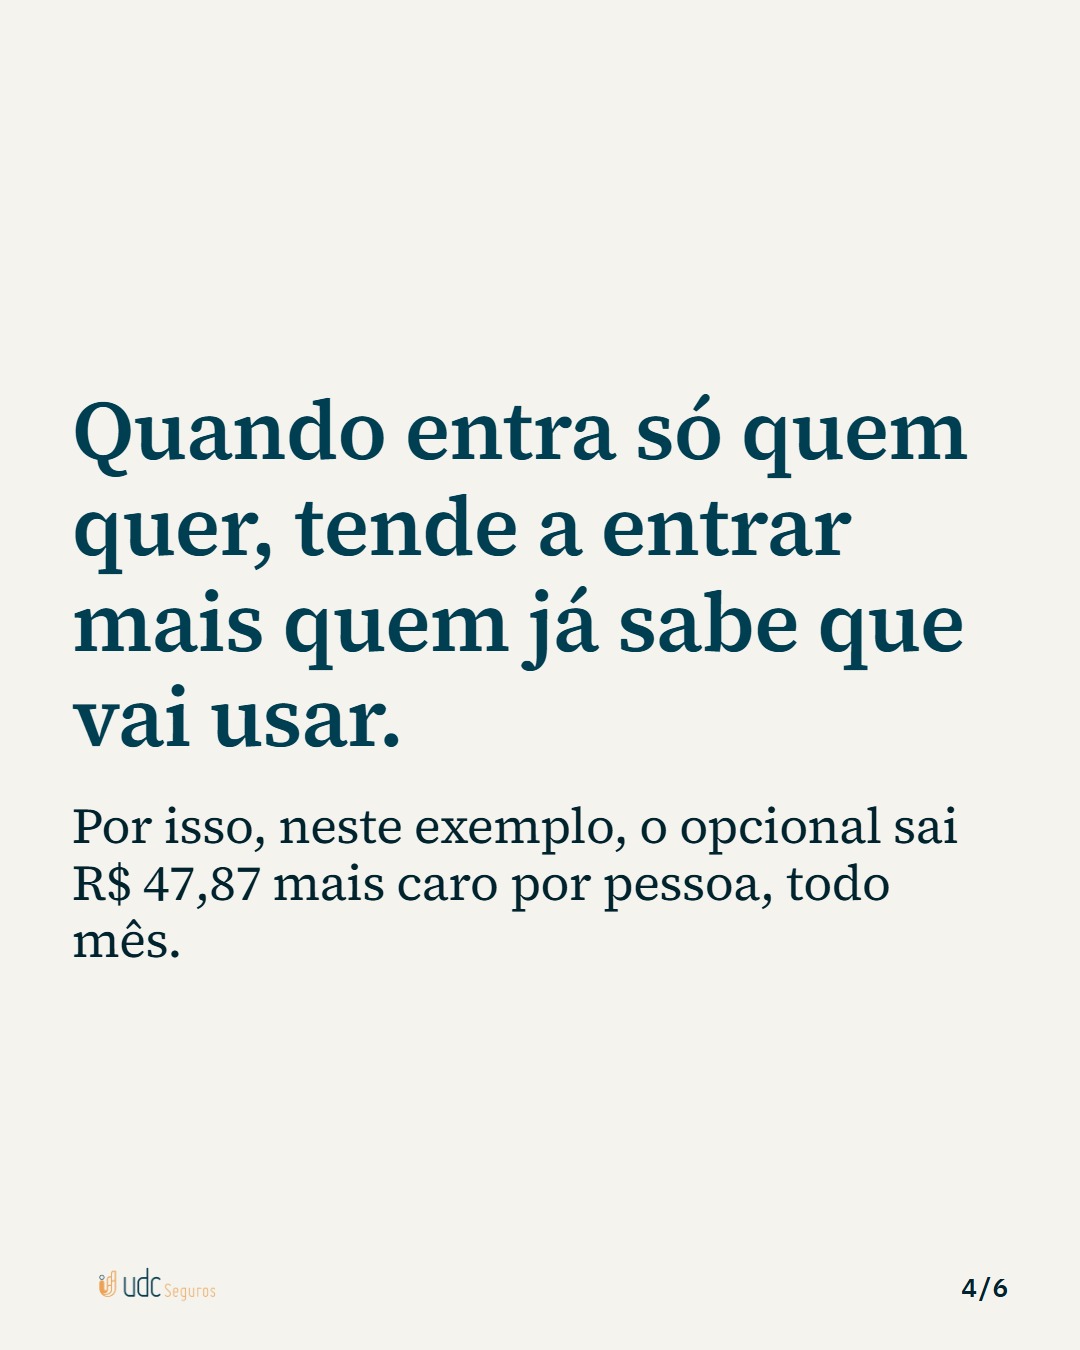 Quando entra só quem
quer, tende a entrar
mais quem já sabe que
vai usar.
Por isso, neste exemplo, o opcional sai
R$ 47,87 mais caro por pessoa, todo
mês.
udc Seguros
4/6